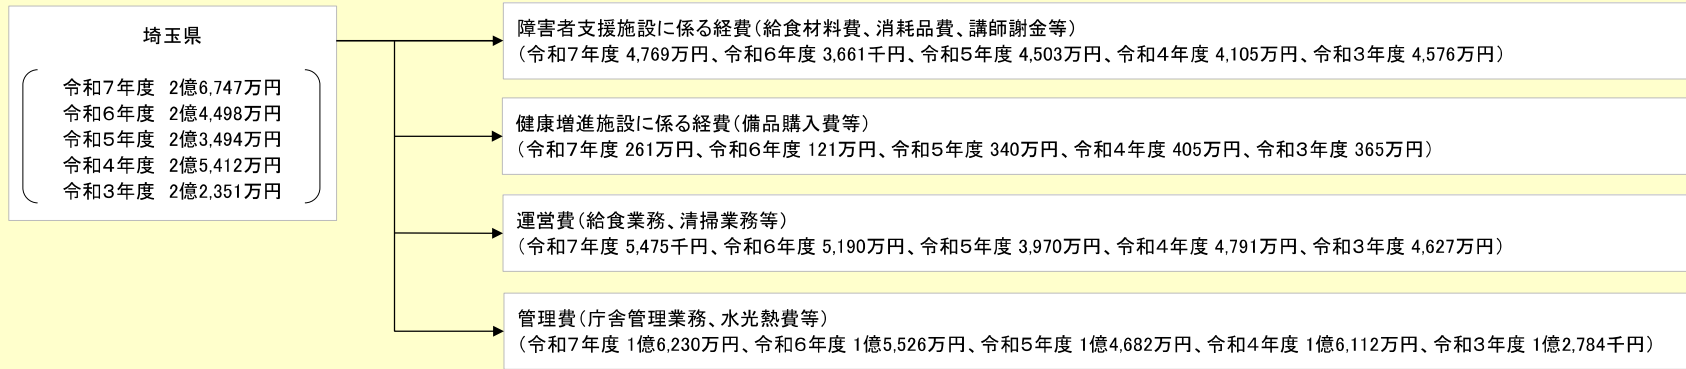 埼玉県
令和7年度 2億6,747万円
令和6年度 2億4,498万円
令和5年度 2億3,494万円
令和4年度 2億5,412万円
令和3年度 2億2,351万円
障害者支援施設に係る経費(給食材料費、消耗品費、講師謝金等)
(令和7年度 4,769万円、令和6年度 3,661千円、令和5年度 4,503万円、令和4年度 4,105万円、令和3年度 4,576万円)
健康増進施設に係る経費(備品購入費等)
(令和7年度 261万円、令和6年度 121万円、令和5年度 340万円、令和4年度 405万円、令和3年度 365万円)
運営費(給食業務、清掃業務等)
(令和7年度 5,475千円、令和6年度 5,190万円、令和5年度 3,970万円、令和4年度 4,791万円、令和3年度 4,627万円)
管理費(庁舎管理業務、水光熱費等)
(令和7年度 1億6,230万円、令和6年度 1億5,526万円、令和5年度 1億4,682万円、令和4年度 1億6,112万円、令和3年度 1億2,784千円)